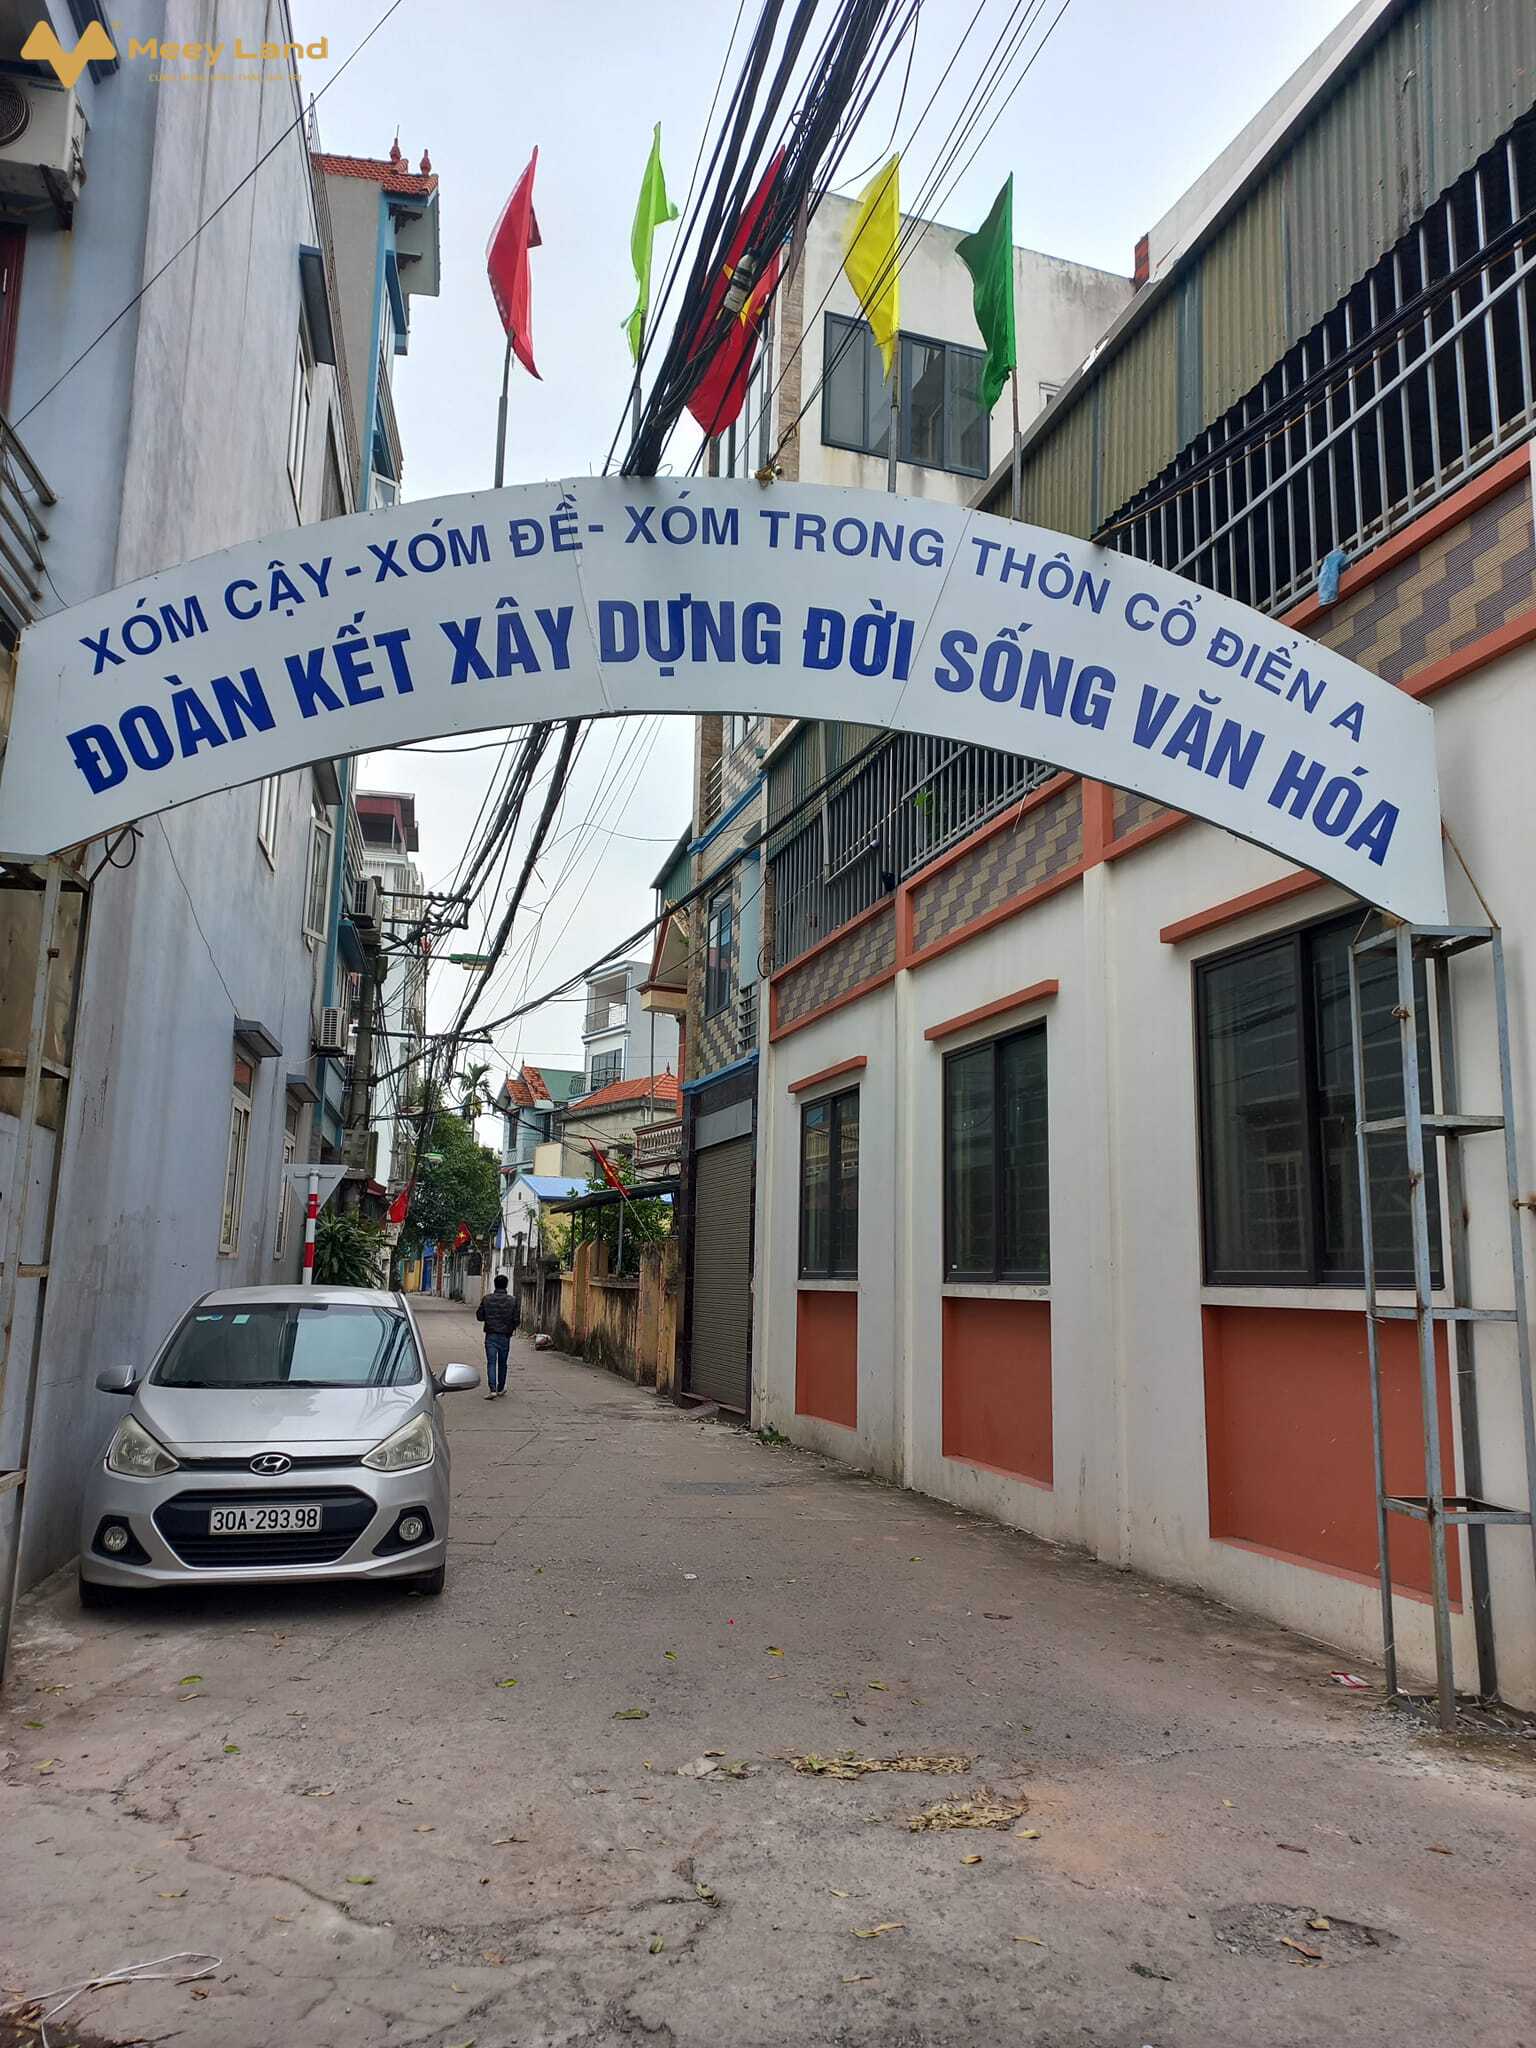 Meey Land
XÓM CẬY - XÓM ĐỀ - XÓM TRONG THÔN CỔ ĐIỂN A
ĐOÀN KẾT XÂY DỰNG ĐỜI SỐNG VĂN HÓA
30A-293.98